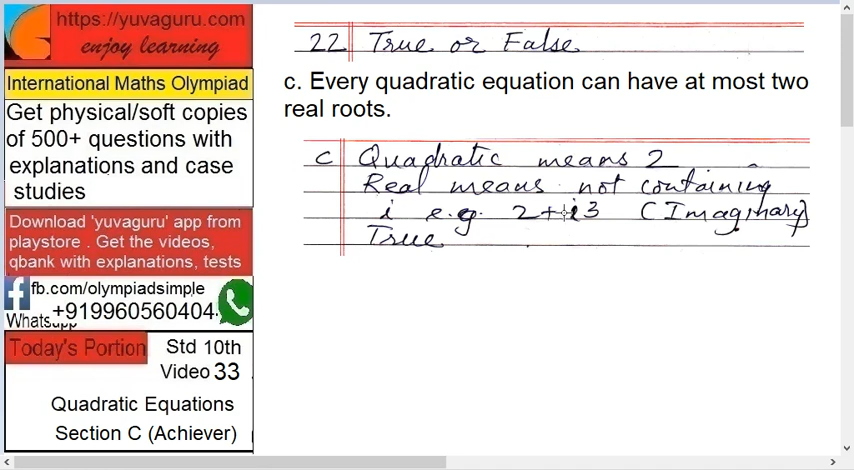 https://yuvaguru.com
enjoy learning
International Maths Olympiad
Get physical/soft copies
of 500+ questions with
explanations and case
studies
Download 'yuvaguru' app from
playstore . Get the videos,
qbank with explanations, tests
fb.com/olympiadsimple
+919960560404
Whatsapp
Today's Portion
Std 10th
Video 33
Quadratic Equations
Section C (Achiever)
22 True or False
c. Every quadratic equation can have at most two
real roots.
c Quadratic means 2
Real means not containing
i e.g. 2+i3 (Imaginary)
True